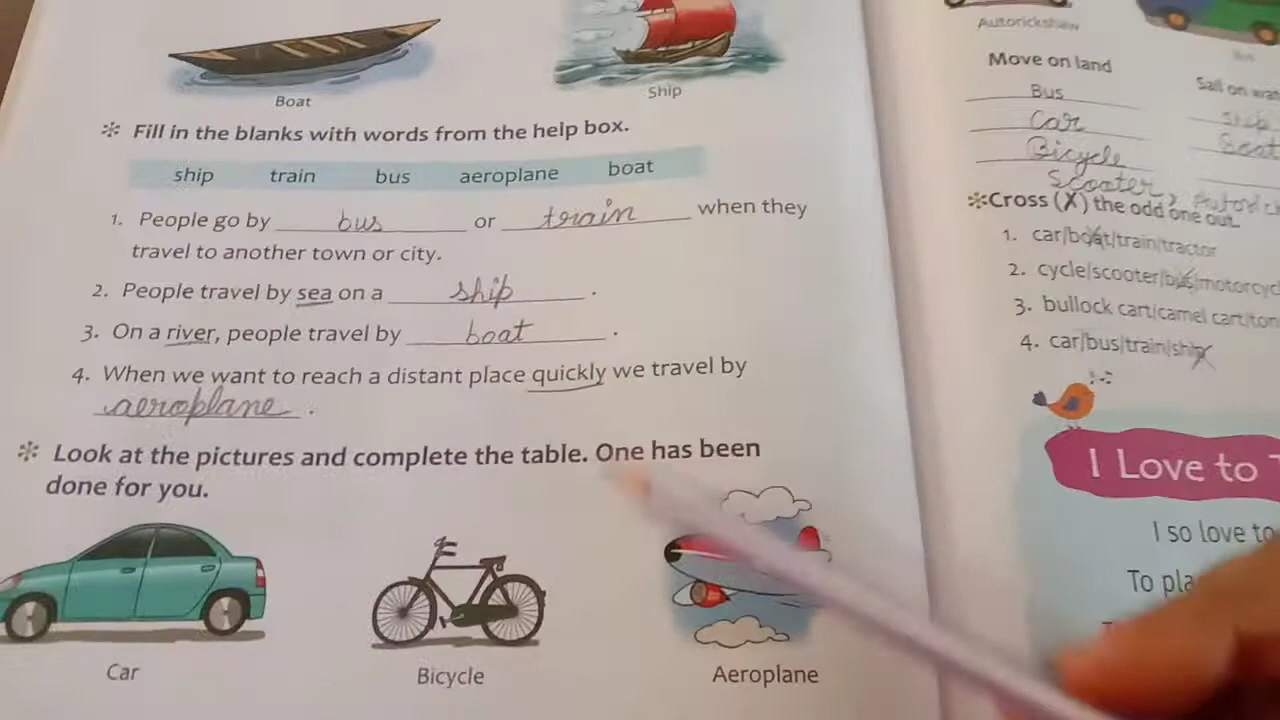 Boat
Ship
* Fill in the blanks with words from the help box.
ship train bus aeroplane boat
1. People go by bus or train when they
travel to another town or city.
2. People travel by sea on a ship.
3. On a river, people travel by boat.
4. When we want to reach a distant place quickly we travel by
aeroplane.
* Look at the pictures and complete the table. One has been
done for you.
Car
Bicycle
Aeroplane
Autorickshaw
Move on land
Bus
Car
Bicycle
Scooter,
Sail on
Ship
Boat
*Cross (X) the odd one out.
1. car/boat/train/tractor
2. cycle/scooter/bus/
3. bullock cart/camel cart/
4. car/bus/train/ship
I Love to
I so love to
To